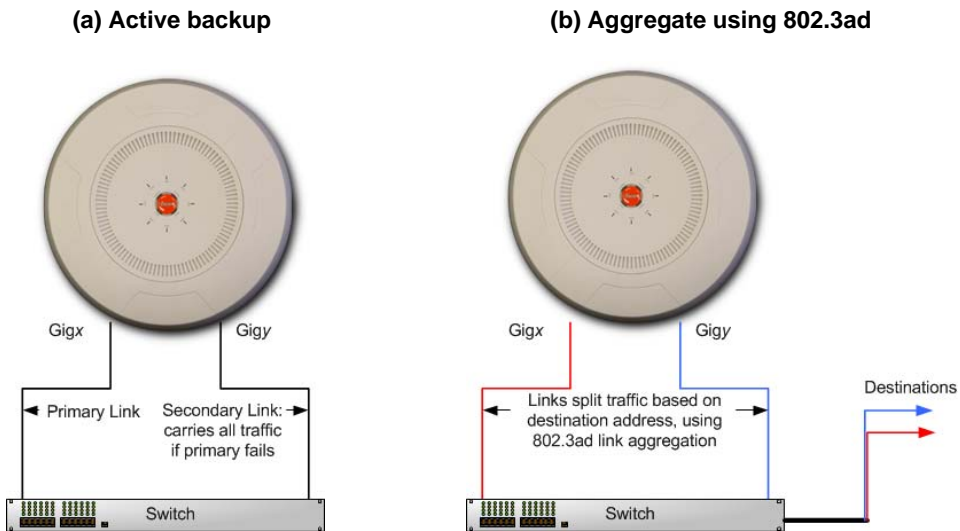 (a) Active backup
(b) Aggregate using 802.3ad
Gigx
Gigy
Primary Link
Secondary Link:
carries all traffic
if primary fails
Switch
Gigx
Gigy
Links split traffic based on
destination address, using
802.3ad link aggregation
Destinations
Switch